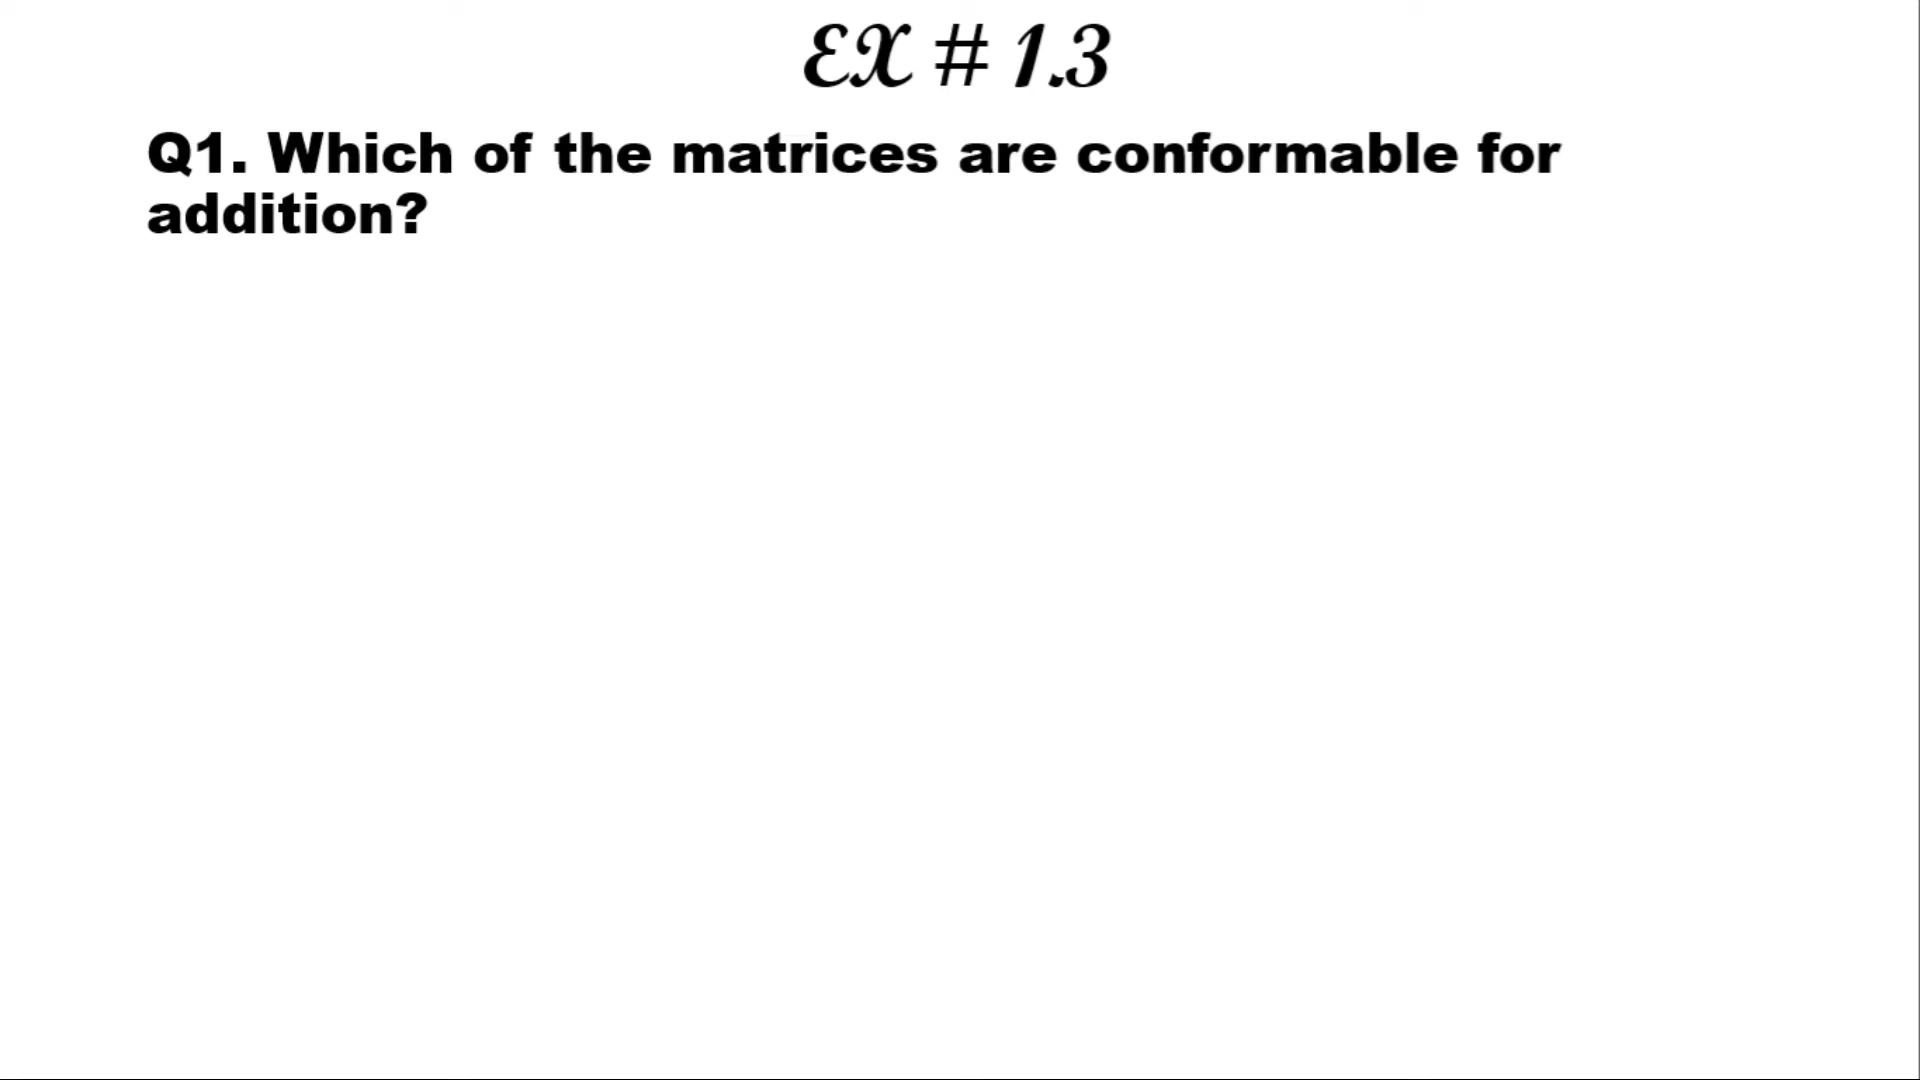 EX # 1.3
Q1. Which of the matrices are conformable for
addition?